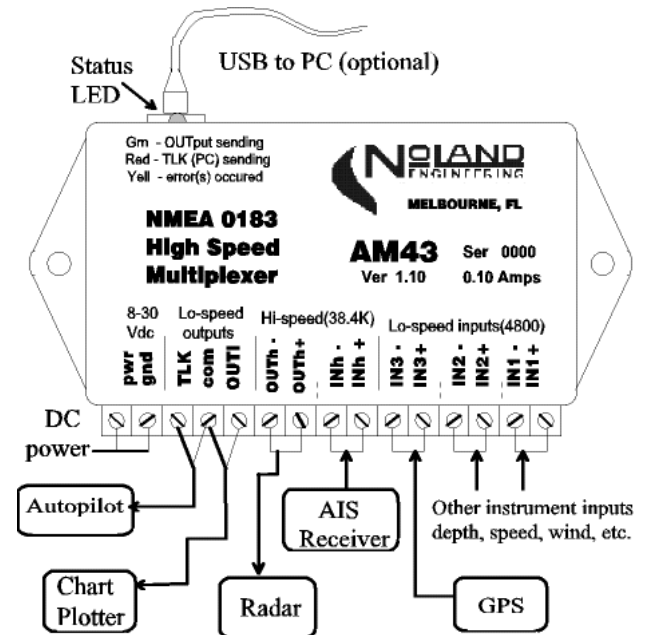 USB to PC (optional)
Status
LED
Grn - OUTput sending
Red - TLK (PC) sending
Yell - error(s) occured
NOLAND
ENGINEERING
MELBOURNE, FL
NMEA 0183
High Speed
Multiplexer
AM43
Ser 0000
Ver 1.10
0.10 Amps
8-30
Vdc
Lo-speed
outputs
Hi-speed(38.4K)
Lo-speed inputs(4800)
pwr
gnd
TLK
com
OUTl
OUTh -
OUTh+
INh -
INh +
IN3 -
IN3+
IN2 -
IN2+
IN1 -
IN1+
DC
power
Autopilot
Chart
Plotter
Radar
AIS
Receiver
GPS
Other instrument inputs
depth, speed, wind, etc.